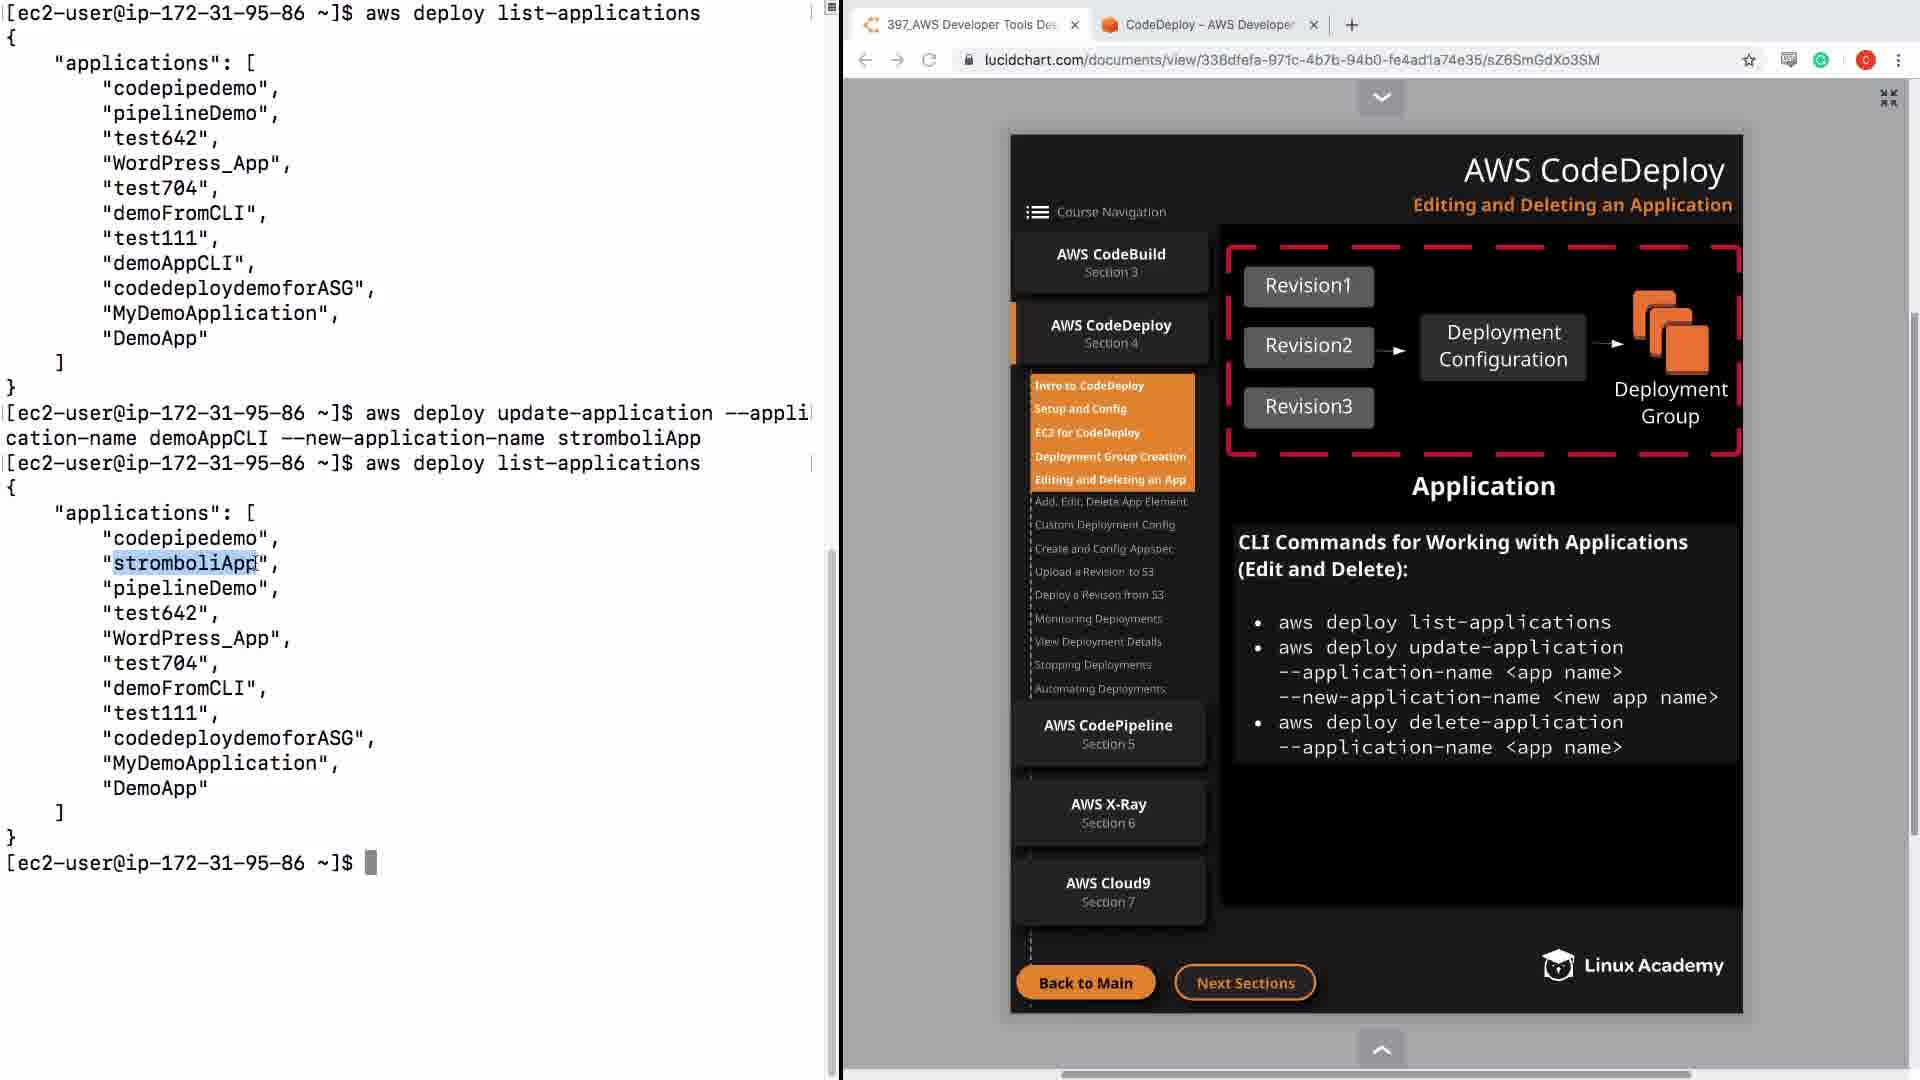 [ec2-user@ip-172-31-95-86 ~]$ aws deploy list-applications
{
    "applications": [
        "codepipedemo",
        "pipelineDemo",
        "test642",
        "WordPress_App",
        "test704",
        "demoFromCLI",
        "test111",
        "demoAppCLI",
        "codedeploydemoforASG",
        "MyDemoApplication",
        "DemoApp"
    ]
}
[ec2-user@ip-172-31-95-86 ~]$ aws deploy update-application --appli
cation-name demoAppCLI --new-application-name stromboliApp
[ec2-user@ip-172-31-95-86 ~]$ aws deploy list-applications
{
    "applications": [
        "codepipedemo",
        "stromboliApp",
        "pipelineDemo",
        "test642",
        "WordPress_App",
        "test704",
        "demoFromCLI",
        "test111",
        "codedeploydemoforASG",
        "MyDemoApplication",
        "DemoApp"
    ]
}
[ec2-user@ip-172-31-95-86 ~]$
397_AWS Developer Tools De
CodeDeploy - AWS Developer
lucidchart.com/documents/view/338dfefa-971c-4b7b-94b0-fe4ad1a74e35/sZ6SmGdXo3SM
C
AWS CodeDeploy
Editing and Deleting an Application
Course Navigation
AWS CodeBuild
Section 3
AWS CodeDeploy
Section 4
Intro to CodeDeploy
Setup and Config
EC2 for CodeDeploy
Deployment Group Creation
Editing and Deleting an App
Add, Edit, Delete App Element
Custom Deployment Config
Create and Config Appspec
Upload a Revision to S3
Deploy a Revison from S3
Monitoring Deployments
View Deployment Details
Stopping Deployments
Automating Deployments
AWS CodePipeline
Section 5
AWS X-Ray
Section 6
AWS Cloud9
Section 7
Back to Main
Next Sections
Revision1
Revision2
Revision3
Deployment
Configuration
Deployment
Group
Application
CLI Commands for Working with Applications
(Edit and Delete):
• aws deploy list-applications
• aws deploy update-application
--application-name <app name>
--new-application-name <new app name>
• aws deploy delete-application
--application-name <app name>
Linux Academy